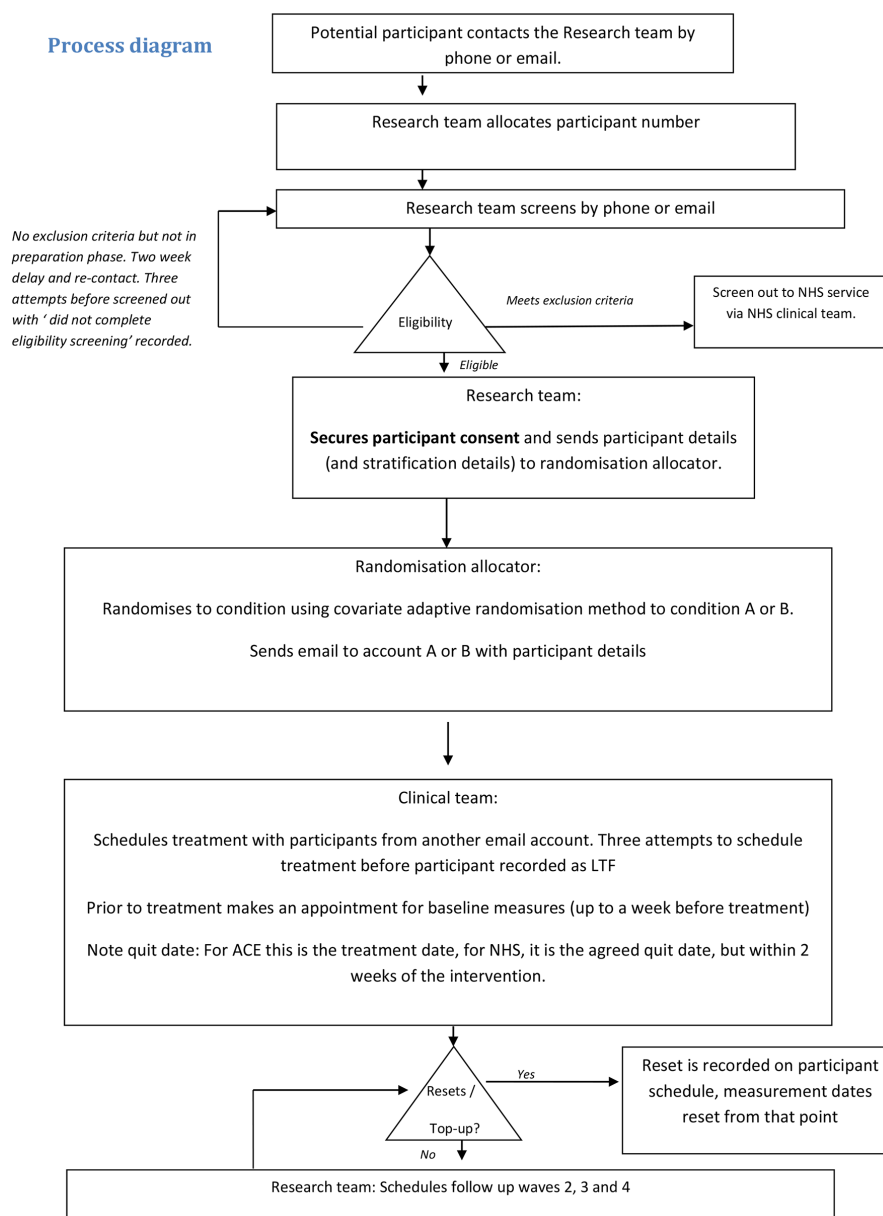 Process diagram
Potential participant contacts the Research team by
phone or email.
Research team allocates participant number
Research team screens by phone or email
No exclusion criteria but not in
preparation phase. Two week
delay and re-contact. Three
attempts before screened out
with ‘ did not complete
eligibility screening’ recorded.
Eligibility
Meets exclusion criteria
Screen out to NHS service
via NHS clinical team.
Eligible
Research team:
Secures participant consent and sends participant details
(and stratification details) to randomisation allocator.
Randomisation allocator:
Randomises to condition using covariate adaptive randomisation method to condition A or B.
Sends email to account A or B with participant details
Clinical team:
Schedules treatment with participants from another email account. Three attempts to schedule
treatment before participant recorded as LTF
Prior to treatment makes an appointment for baseline measures (up to a week before treatment)
Note quit date: For ACE this is the treatment date, for NHS, it is the agreed quit date, but within 2
weeks of the intervention.
Resets /
Top-up?
Yes
Reset is recorded on participant
schedule, measurement dates
reset from that point
No
Research team: Schedules follow up waves 2, 3 and 4